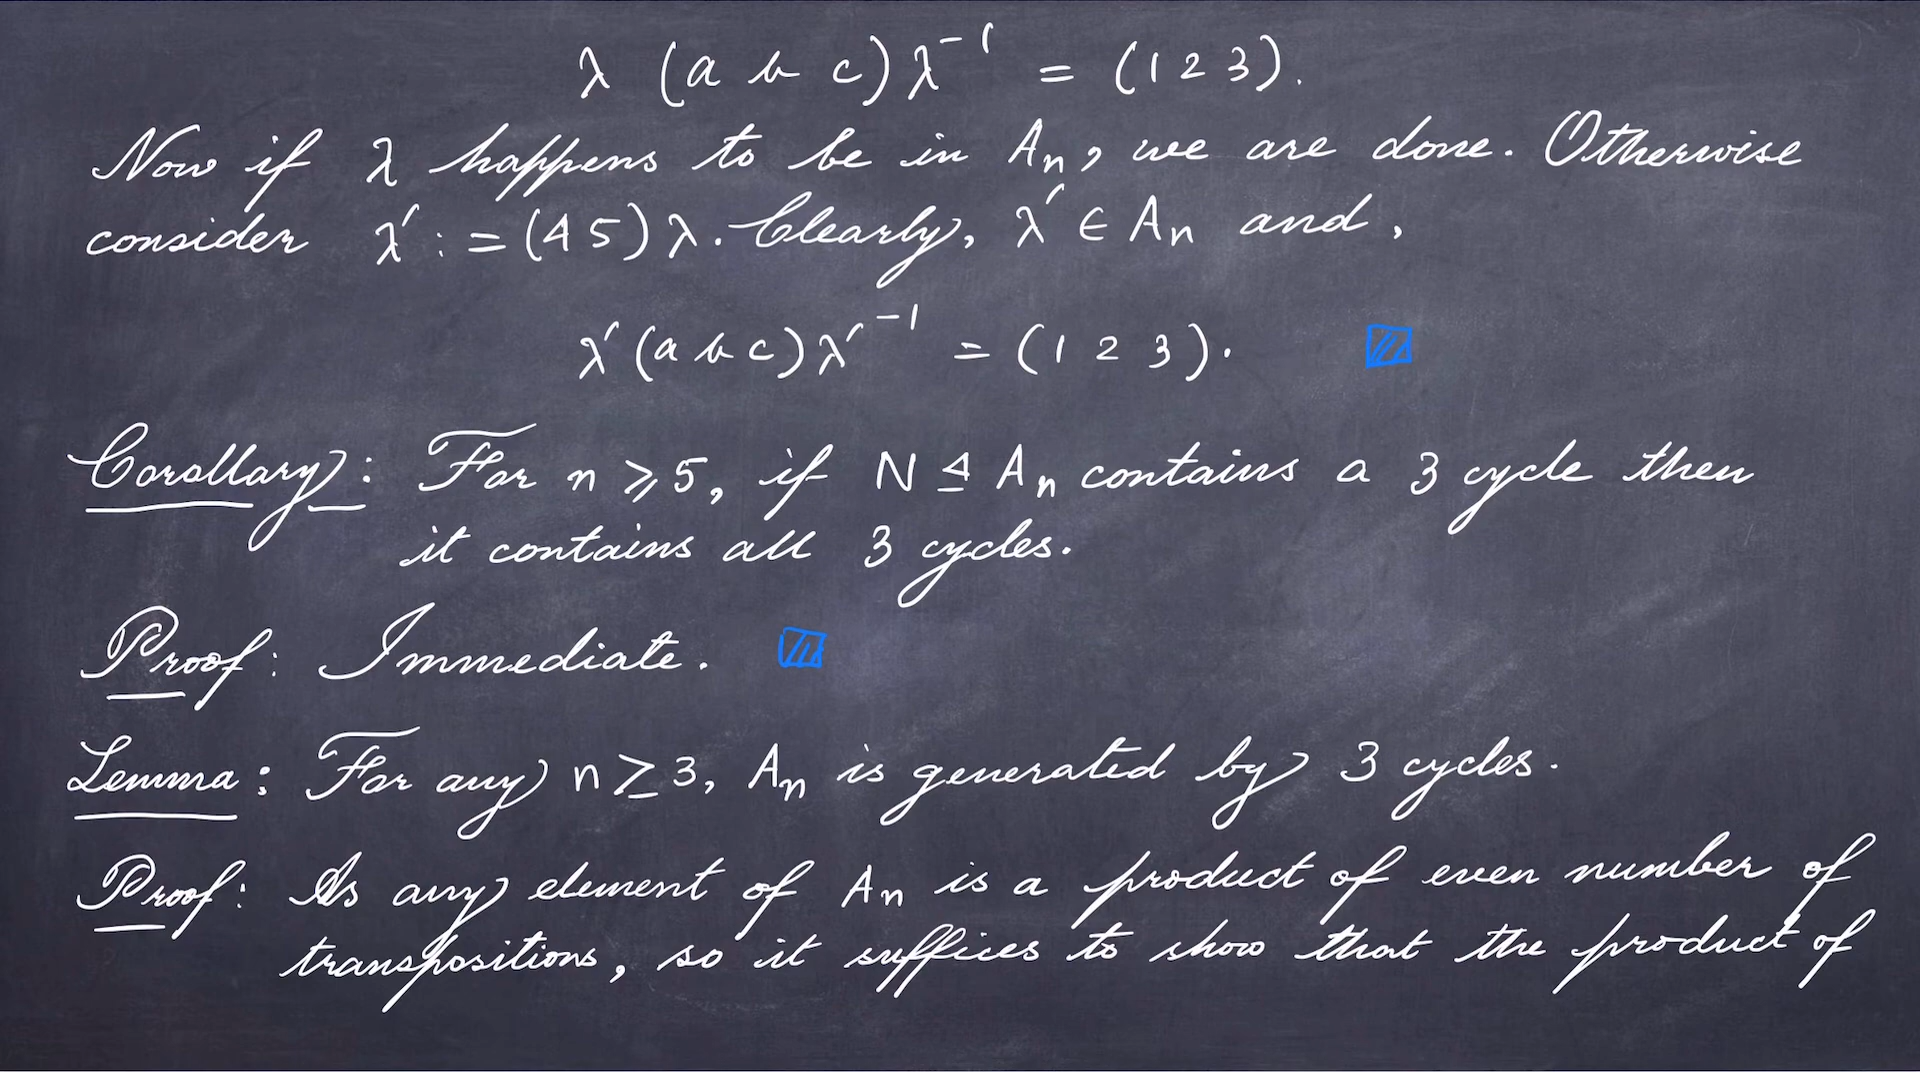 λ (a b c) λ⁻¹ = (1 2 3).
Now if λ happens to be in Aₙ, we are done. Otherwise
consider λ′ := (4 5) λ. Clearly, λ′ ∈ Aₙ and,
λ′ (a b c) λ′⁻¹ = (1 2 3).
Corollary: For n ⩾ 5, if N ⊴ Aₙ contains a 3 cycle then
it contains all 3 cycles.
Proof: Immediate.
Lemma: For any n ≥ 3, Aₙ is generated by 3 cycles.
Proof: As any element of Aₙ is a product of even number of
transpositions, so it suffices to show that the product of